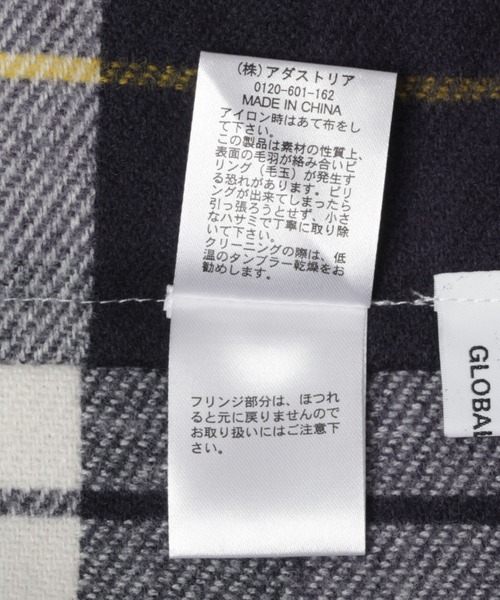 (株)アダストリア
0120-601-162
MADE IN CHINA
アイロン時はあて布をし
て下さい。
この製品は素材の性質上、
表面の毛羽が絡み合いピ
リング(毛玉)が発生す
る恐れがあります。ピリ
ングが出来てしまったら
引っ張ろうとせず、小さ
なハサミで丁寧に取り除
いて下さい。
クリーニングの際は、低
温のタンブラー乾燥をお
勧めします。
フリンジ部分は、ほつれ
ると元に戻りませんので
お取り扱いにはご注意下
さい。
GLOBAL